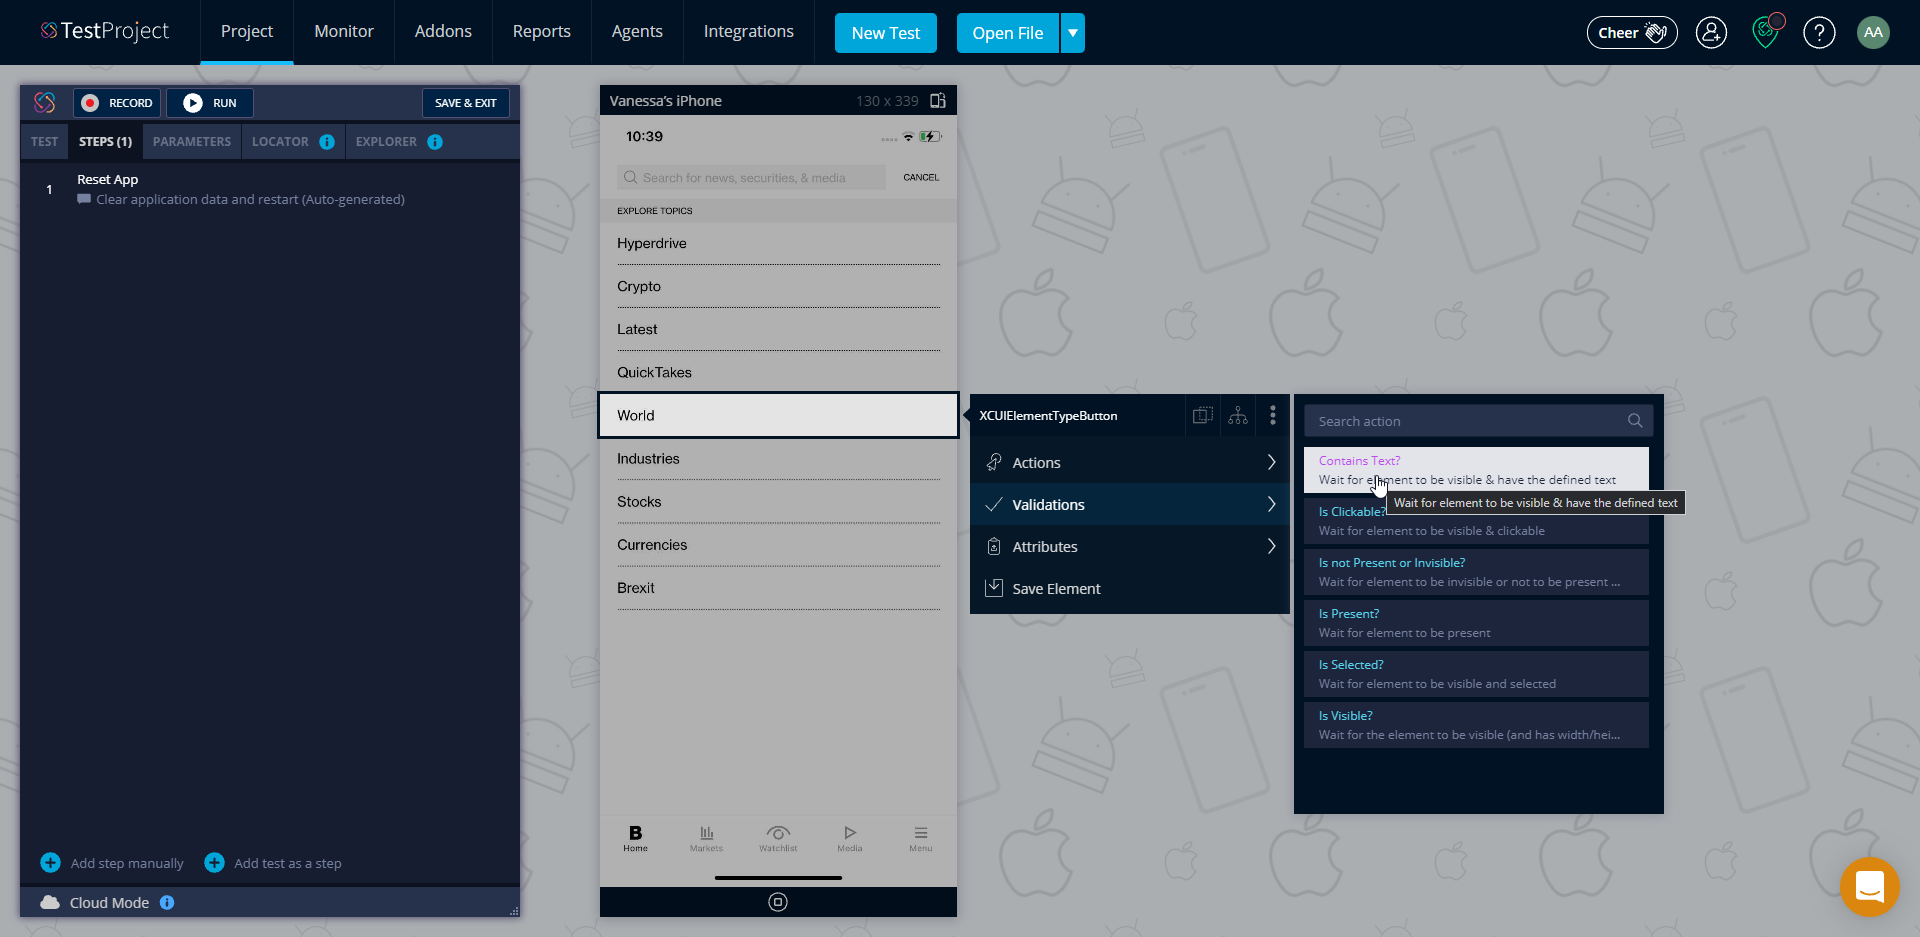 TestProject
Project
Monitor
Addons
Reports
Agents
Integrations
New Test
Open File
Cheer
?
AA
RECORD
RUN
SAVE & EXIT
TEST
STEPS (1)
PARAMETERS
LOCATOR
i
EXPLORER
i
1
Reset App
Clear application data and restart (Auto-generated)
Add step manually
Add test as a step
Cloud Mode
i
Vanessa's iPhone
130 x 339
10:39
Search for news, securities, & media
CANCEL
EXPLORE TOPICS
Hyperdrive
Crypto
Latest
QuickTakes
World
Industries
Stocks
Currencies
Brexit
B
Home
Markets
Watchlist
Media
Menu
XCUIElementTypeButton
Actions
Validations
Attributes
Save Element
Search action
Contains Text?
Wait for element to be visible & have the defined text
Wait for element to be visible & have the defined text
Is Clickable?
Wait for element to be visible & clickable
Is not Present or Invisible?
Wait for element to be invisible or not to be present ...
Is Present?
Wait for element to be present
Is Selected?
Wait for element to be visible and selected
Is Visible?
Wait for the element to be visible (and has width/hei...